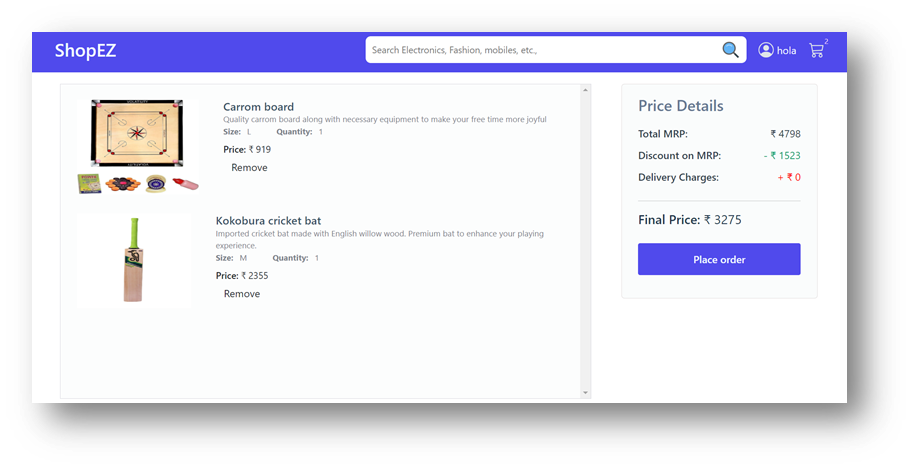 ShopEZ
Search Electronics, Fashion, mobiles, etc.,
hola
2
Carrom board
Quality carrom board along with necessary equipment to make your free time more joyful
Size: L Quantity: 1
Price: ₹ 919
Remove
Kokobura cricket bat
Imported cricket bat made with English willow wood. Premium bat to enhance your playing
experience.
Size: M Quantity: 1
Price: ₹ 2355
Remove
Price Details
Total MRP: ₹ 4798
Discount on MRP: - ₹ 1523
Delivery Charges: + ₹ 0
Final Price: ₹ 3275
Place order